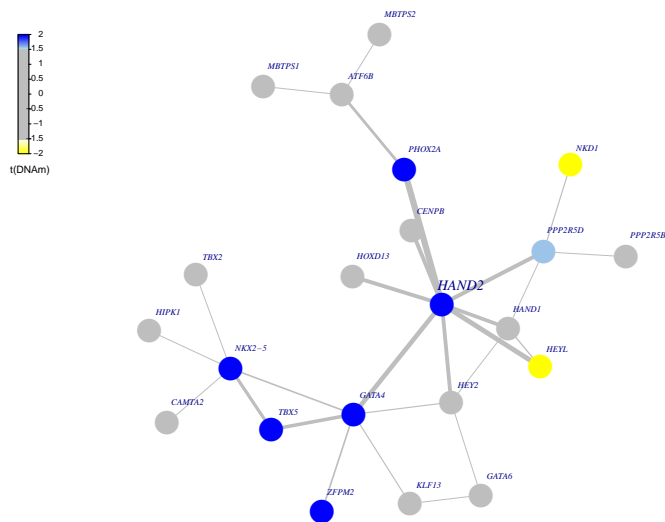 MBTPS2
2
1.5
1
0.5
0
−0.5
−1
−1.5
−2
t(DNAm)
MBTPS1
ATF6B
PHOX2A
NKD1
CENPB
PPP2R5D
PPP2R5B
TBX2
HOXD13
HAND2
HIPK1
HAND1
NKX2−5
HEYL
CAMTA2
TBX5
GATA4
HEY2
ZFPM2
KLF13
GATA6